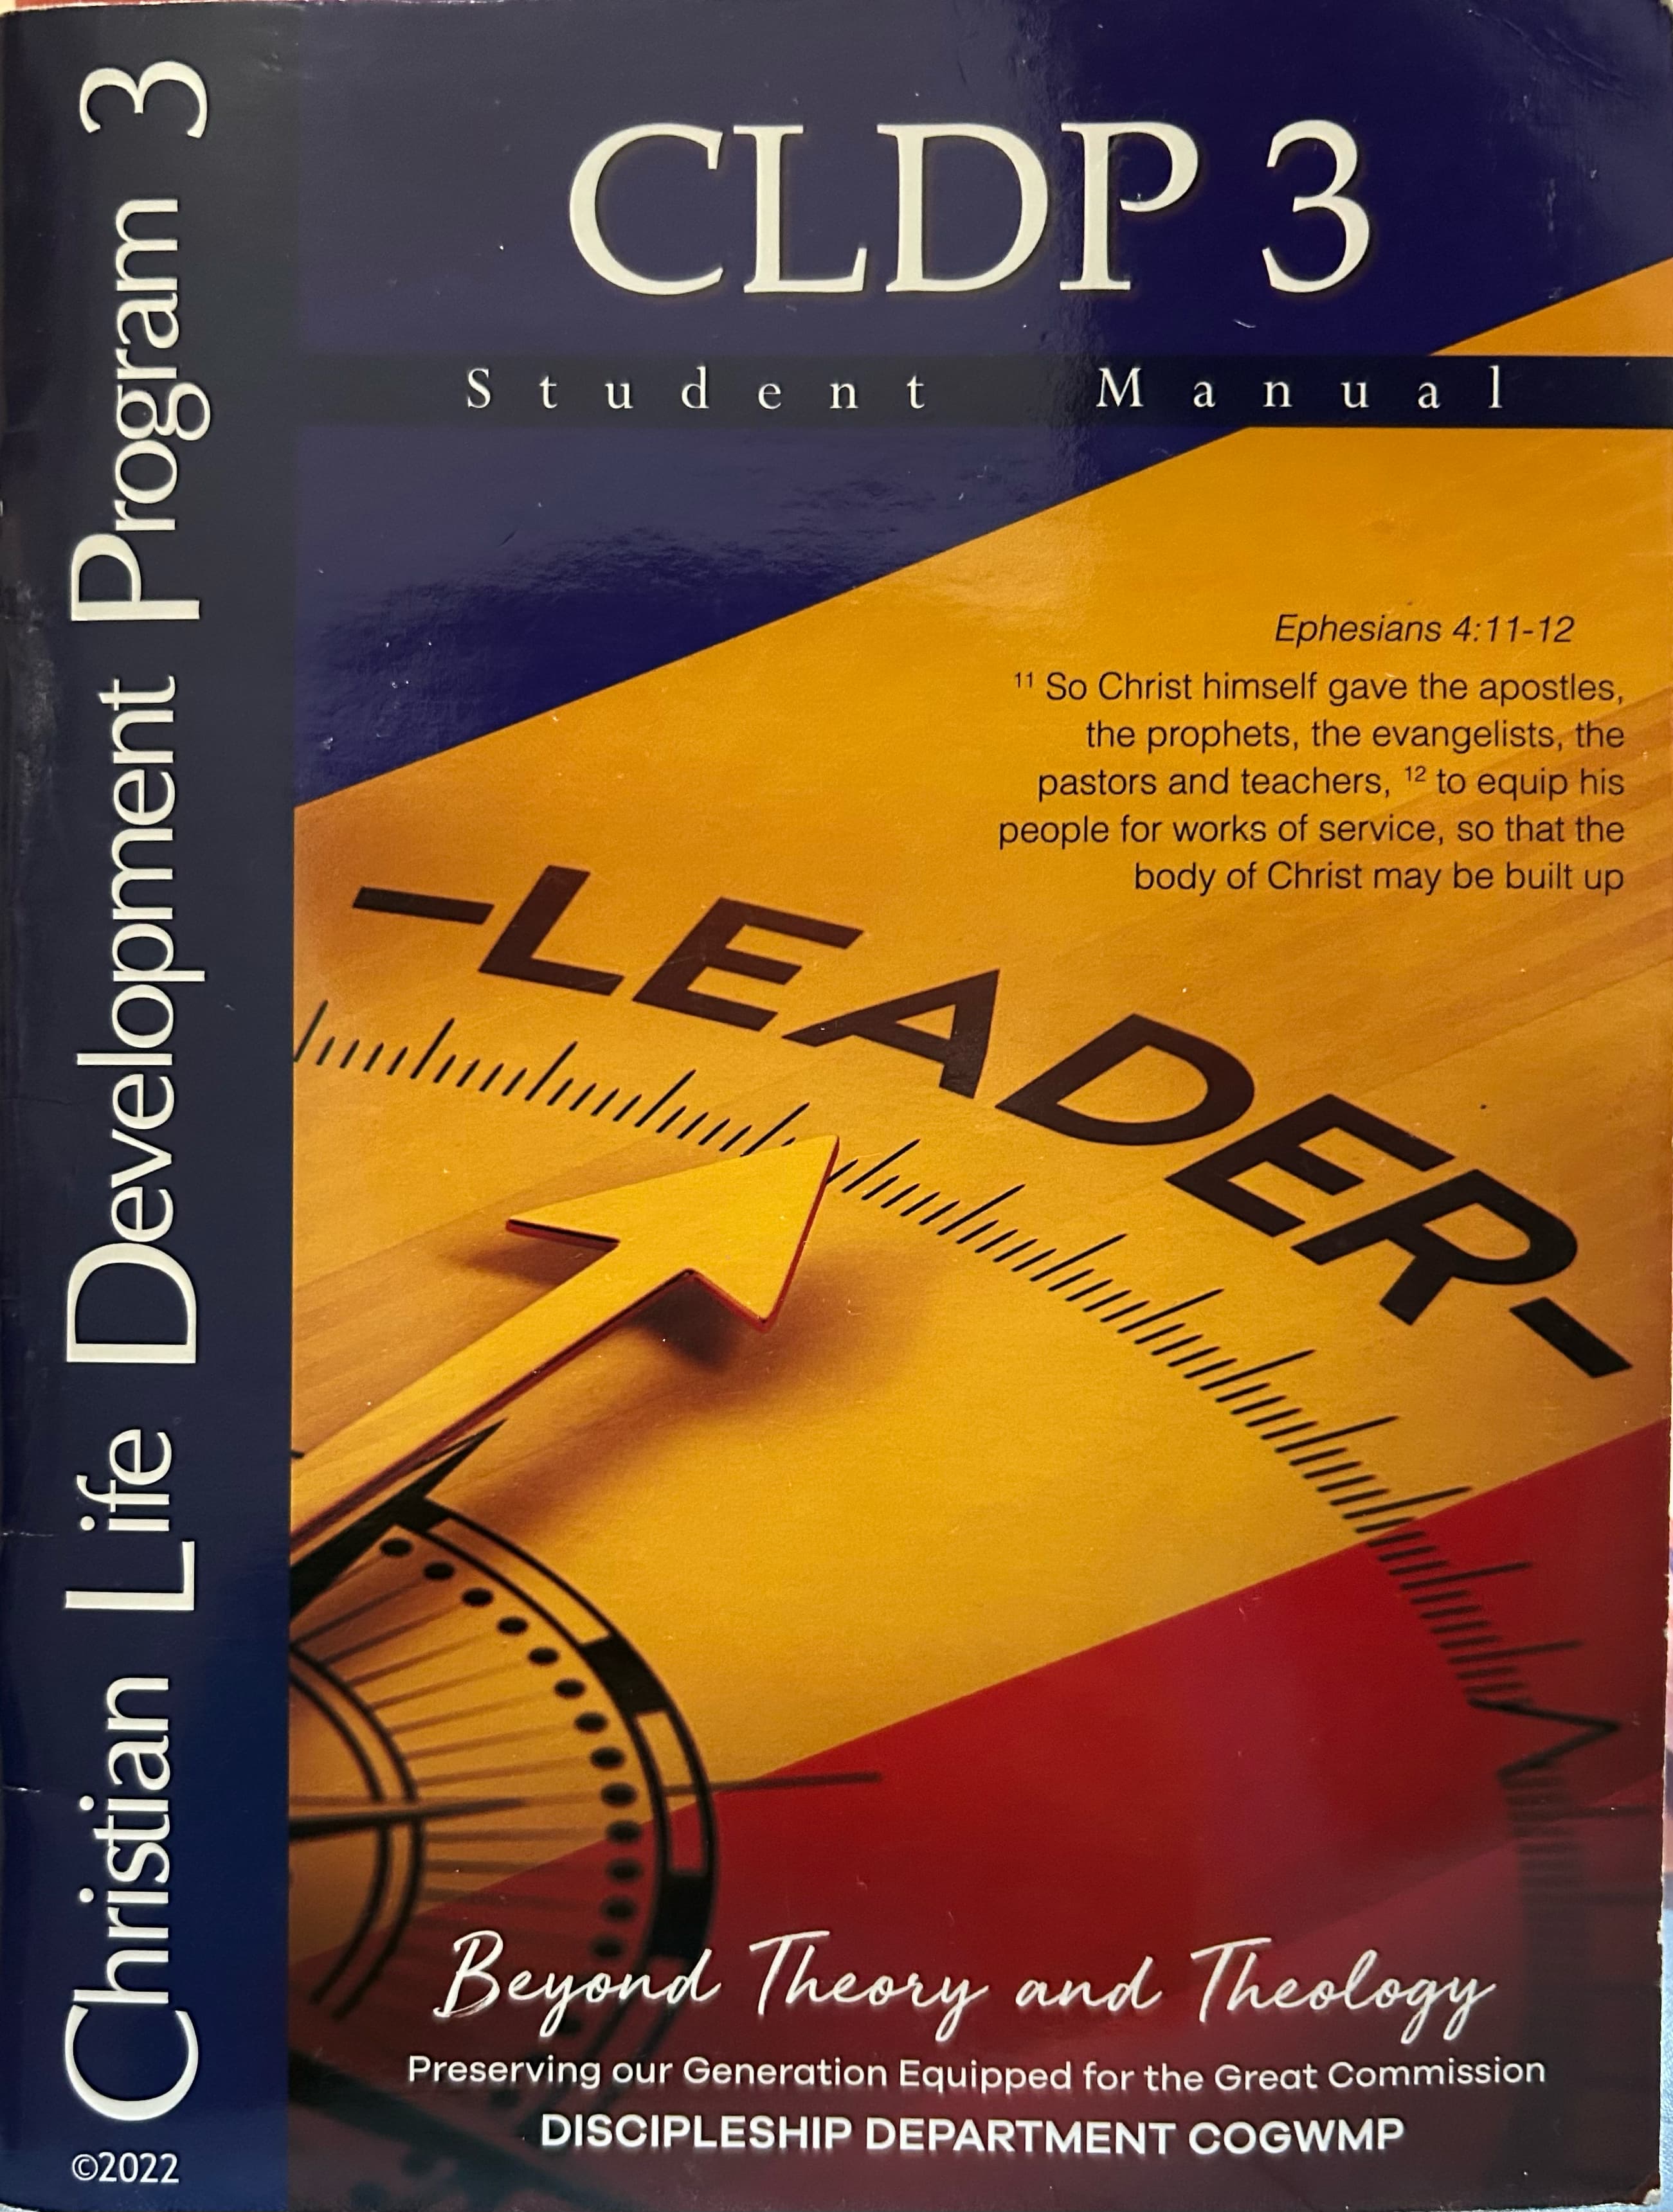 CLDP 3
Student Manual
Christian Life Development Program 3
Ephesians 4:11-12
¹¹ So Christ himself gave the apostles,
the prophets, the evangelists, the
pastors and teachers, ¹² to equip his
people for works of service, so that the
body of Christ may be built up
-LEADER-
Beyond Theory and Theology
Preserving our Generation Equipped for the Great Commission
DISCIPLESHIP DEPARTMENT COGWMP
©2022